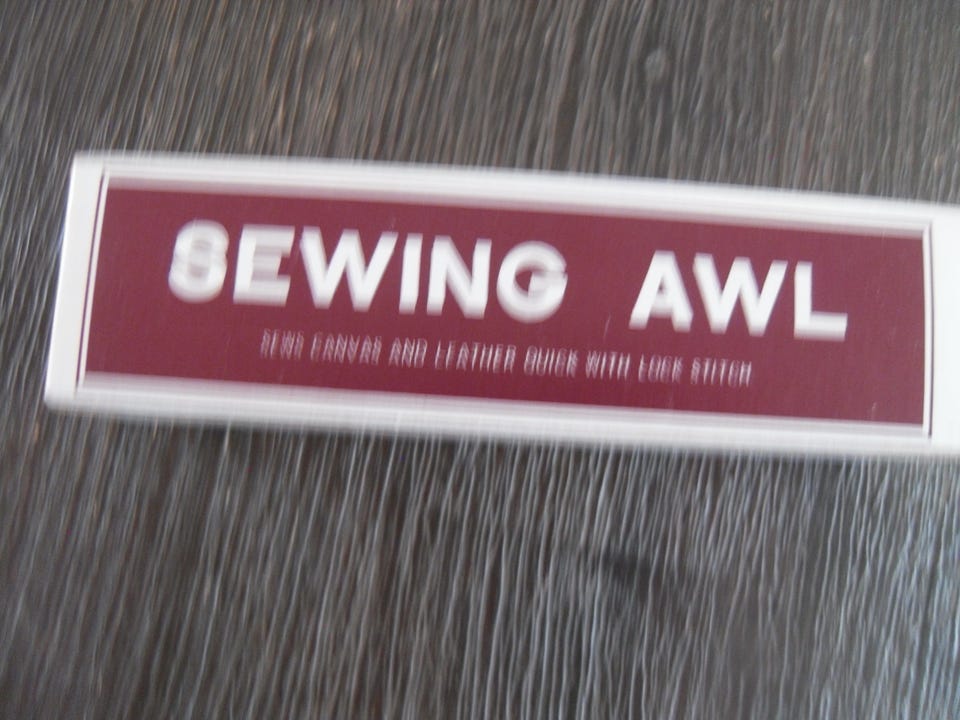 SEWING AWL
SEWS CANVAS AND LEATHER QUICK WITH LOCK STITCH